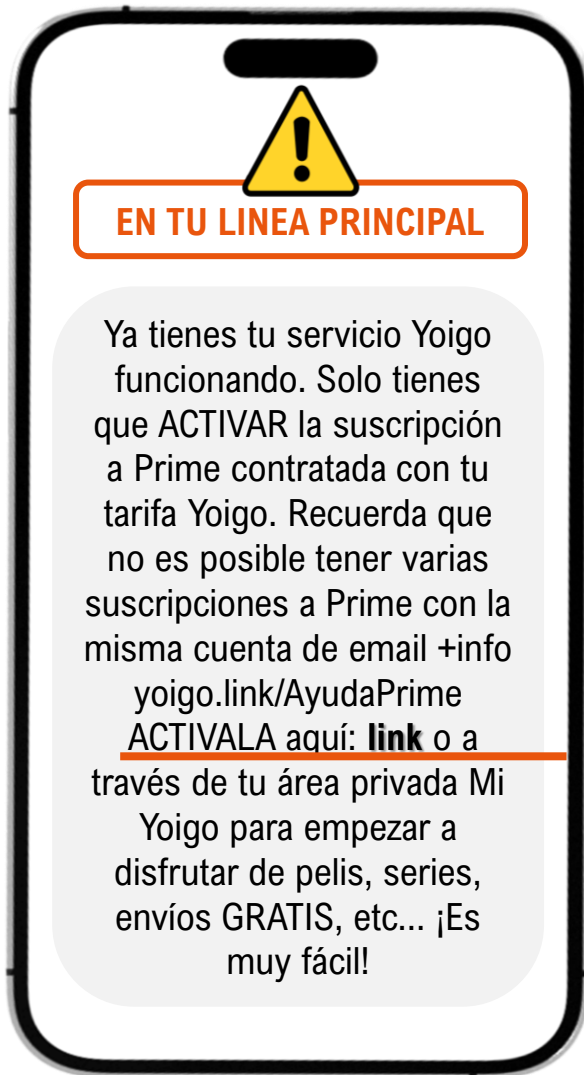 EN TU LINEA PRINCIPAL
Ya tienes tu servicio Yoigo
funcionando. Solo tienes
que ACTIVAR la suscripción
a Prime contratada con tu
tarifa Yoigo. Recuerda que
no es posible tener varias
suscripciones a Prime con la
misma cuenta de email +info
yoigo.link/AyudaPrime
ACTIVALA aquí: link o a
través de tu área privada Mi
Yoigo para empezar a
disfrutar de pelis, series,
envíos GRATIS, etc... ¡Es
muy fácil!